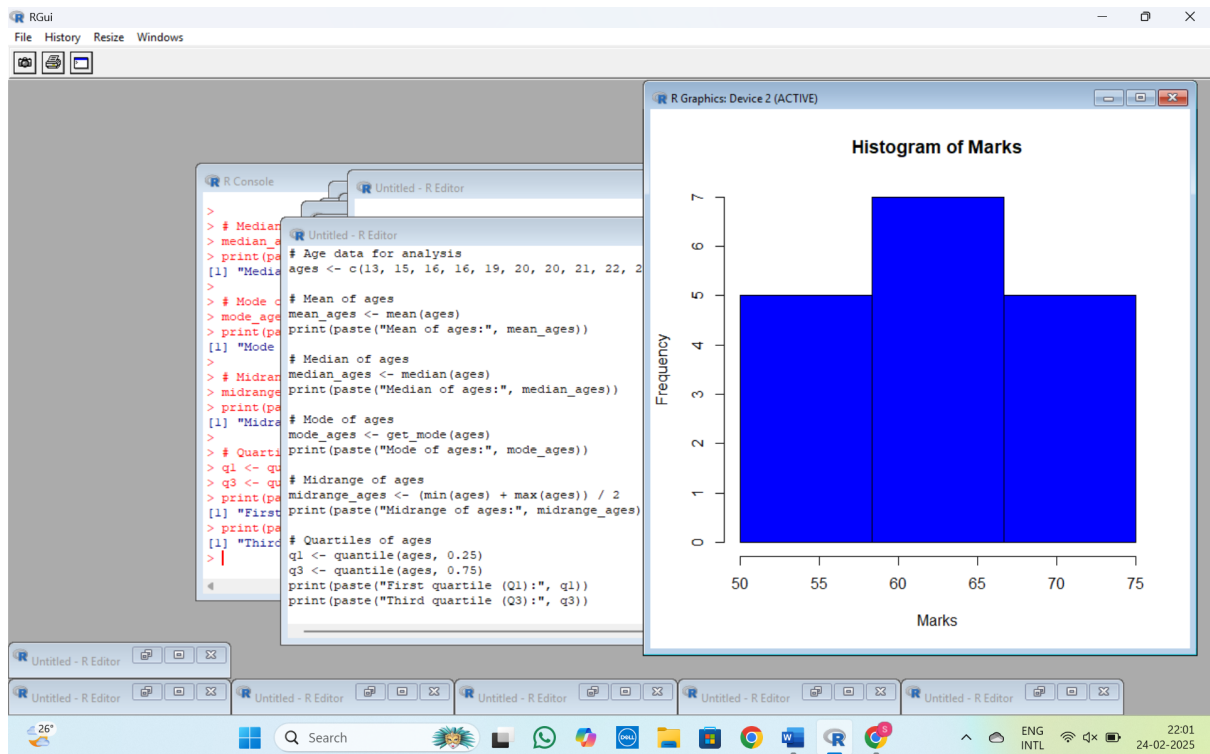 RGui
File History Resize Windows
R Console
>
> # Median
> median_a
> print(pa
[1] "Media
>
> # Mode o
> mode_age
> print(pa
[1] "Mode
>
> # Midran
> midrange
> print(pa
[1] "Midra
>
> # Quarti
> q1 <- qu
> q3 <- qu
> print(pa
[1] "First
> print(pa
[1] "Third
>
Untitled - R Editor
Untitled - R Editor
# Age data for analysis
ages <- c(13, 15, 16, 16, 19, 20, 20, 21, 22, 2
# Mean of ages
mean_ages <- mean(ages)
print(paste("Mean of ages:", mean_ages))
# Median of ages
median_ages <- median(ages)
print(paste("Median of ages:", median_ages))
# Mode of ages
mode_ages <- get_mode(ages)
print(paste("Mode of ages:", mode_ages))
# Midrange of ages
midrange_ages <- (min(ages) + max(ages)) / 2
print(paste("Midrange of ages:", midrange_ages)
# Quartiles of ages
q1 <- quantile(ages, 0.25)
q3 <- quantile(ages, 0.75)
print(paste("First quartile (Q1):", q1))
print(paste("Third quartile (Q3):", q3))
R Graphics: Device 2 (ACTIVE)
Histogram of Marks
Frequency
7
6
5
4
3
2
1
0
50 55 60 65 70 75
Marks
Untitled - R Editor
Untitled - R Editor
Untitled - R Editor
Untitled - R Editor
Untitled - R Editor
Untitled - R Editor
26°
Search
DELL
S
ENG
INTL
22:01
24-02-2025